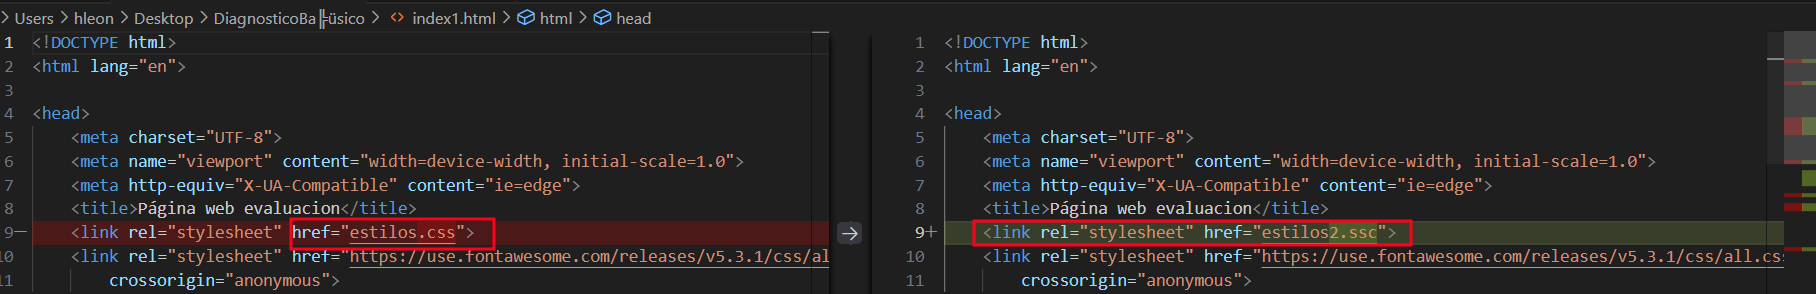 > Users > hleon > Desktop > DiagnosticoBa╠üsico > <> index1.html > html > head
1 <!DOCTYPE html>
2 <html lang="en">
3
4 <head>
5 <meta charset="UTF-8">
6 <meta name="viewport" content="width=device-width, initial-scale=1.0">
7 <meta http-equiv="X-UA-Compatible" content="ie=edge">
8 <title>Página web evaluacion</title>
9— <link rel="stylesheet" href="estilos.css">
10 <link rel="stylesheet" href="https://use.fontawesome.com/releases/v5.3.1/css/al
11 crossorigin="anonymous">
1 <!DOCTYPE html>
2 <html lang="en">
3
4 <head>
5 <meta charset="UTF-8">
6 <meta name="viewport" content="width=device-width, initial-scale=1.0">
7 <meta http-equiv="X-UA-Compatible" content="ie=edge">
8 <title>Página web evaluacion</title>
9+ <link rel="stylesheet" href="estilos2.ssc">
10 <link rel="stylesheet" href="https://use.fontawesome.com/releases/v5.3.1/css/all.cs
11 crossorigin="anonymous">